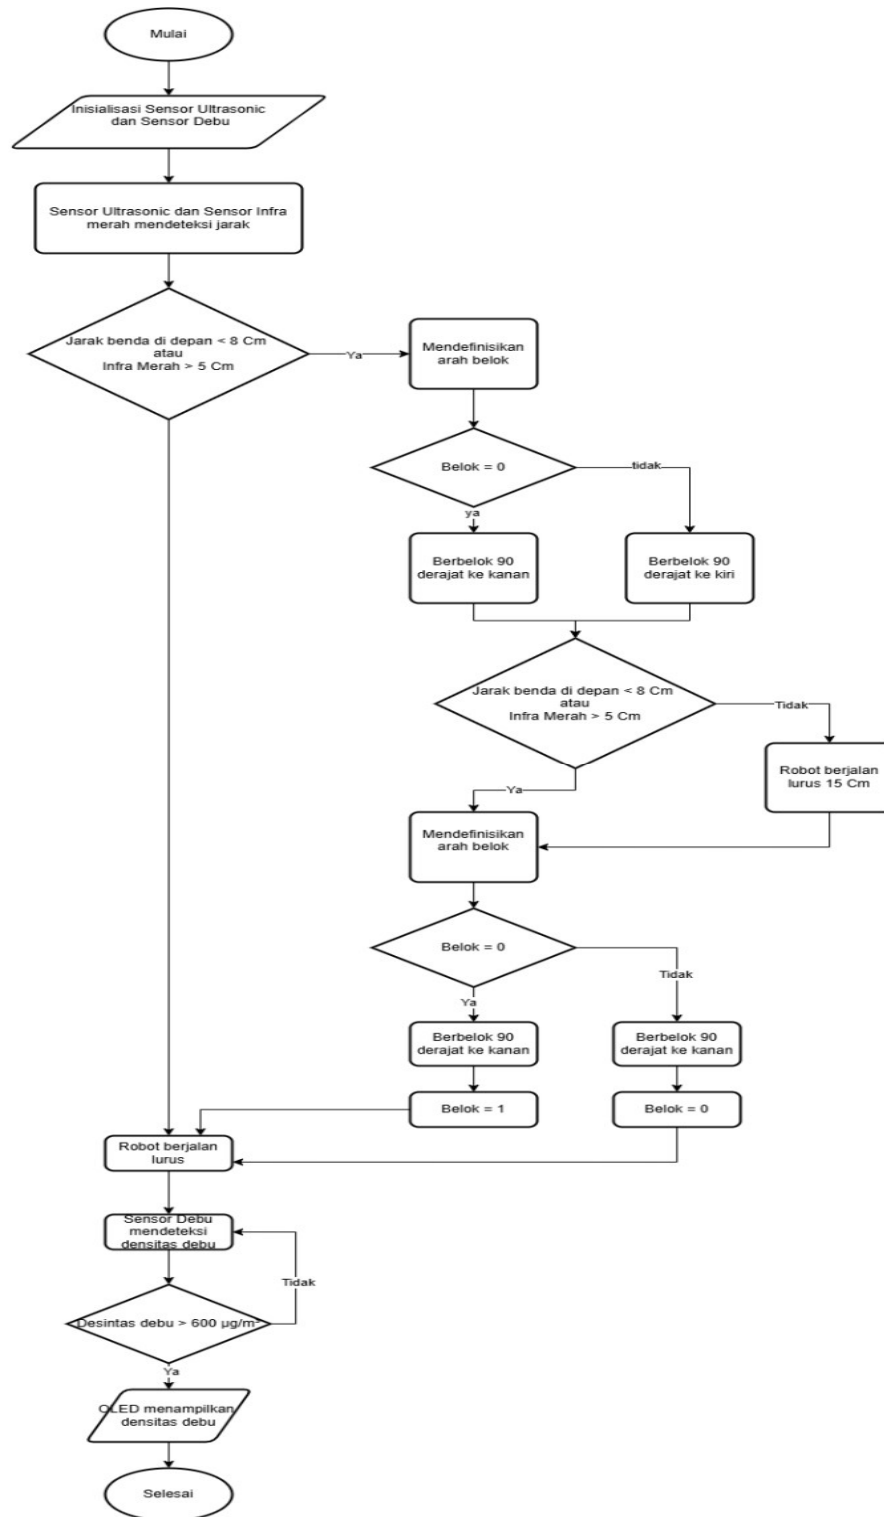 Mulai
Inisialisasi Sensor Ultrasonic
dan Sensor Debu
Sensor Ultrasonic dan Sensor Infra
merah mendeteksi jarak
Jarak benda di depan < 8 Cm
atau
Infra Merah > 5 Cm
Ya
Mendefinisikan
arah belok
Belok = 0
tidak
ya
Berbelok 90
derajat ke kanan
Berbelok 90
derajat ke kiri
Jarak benda di depan < 8 Cm
atau
Infra Merah > 5 Cm
Tidak
Robot berjalan
lurus 15 Cm
Ya
Mendefinisikan
arah belok
Belok = 0
Tidak
Ya
Berbelok 90
derajat ke kanan
Berbelok 90
derajat ke kanan
Belok = 1
Belok = 0
Robot berjalan
lurus
Sensor Debu
mendeteksi
densitas debu
Tidak
Desintas debu > 600 µg/m³
Ya
OLED menampilkan
densitas debu
Selesai